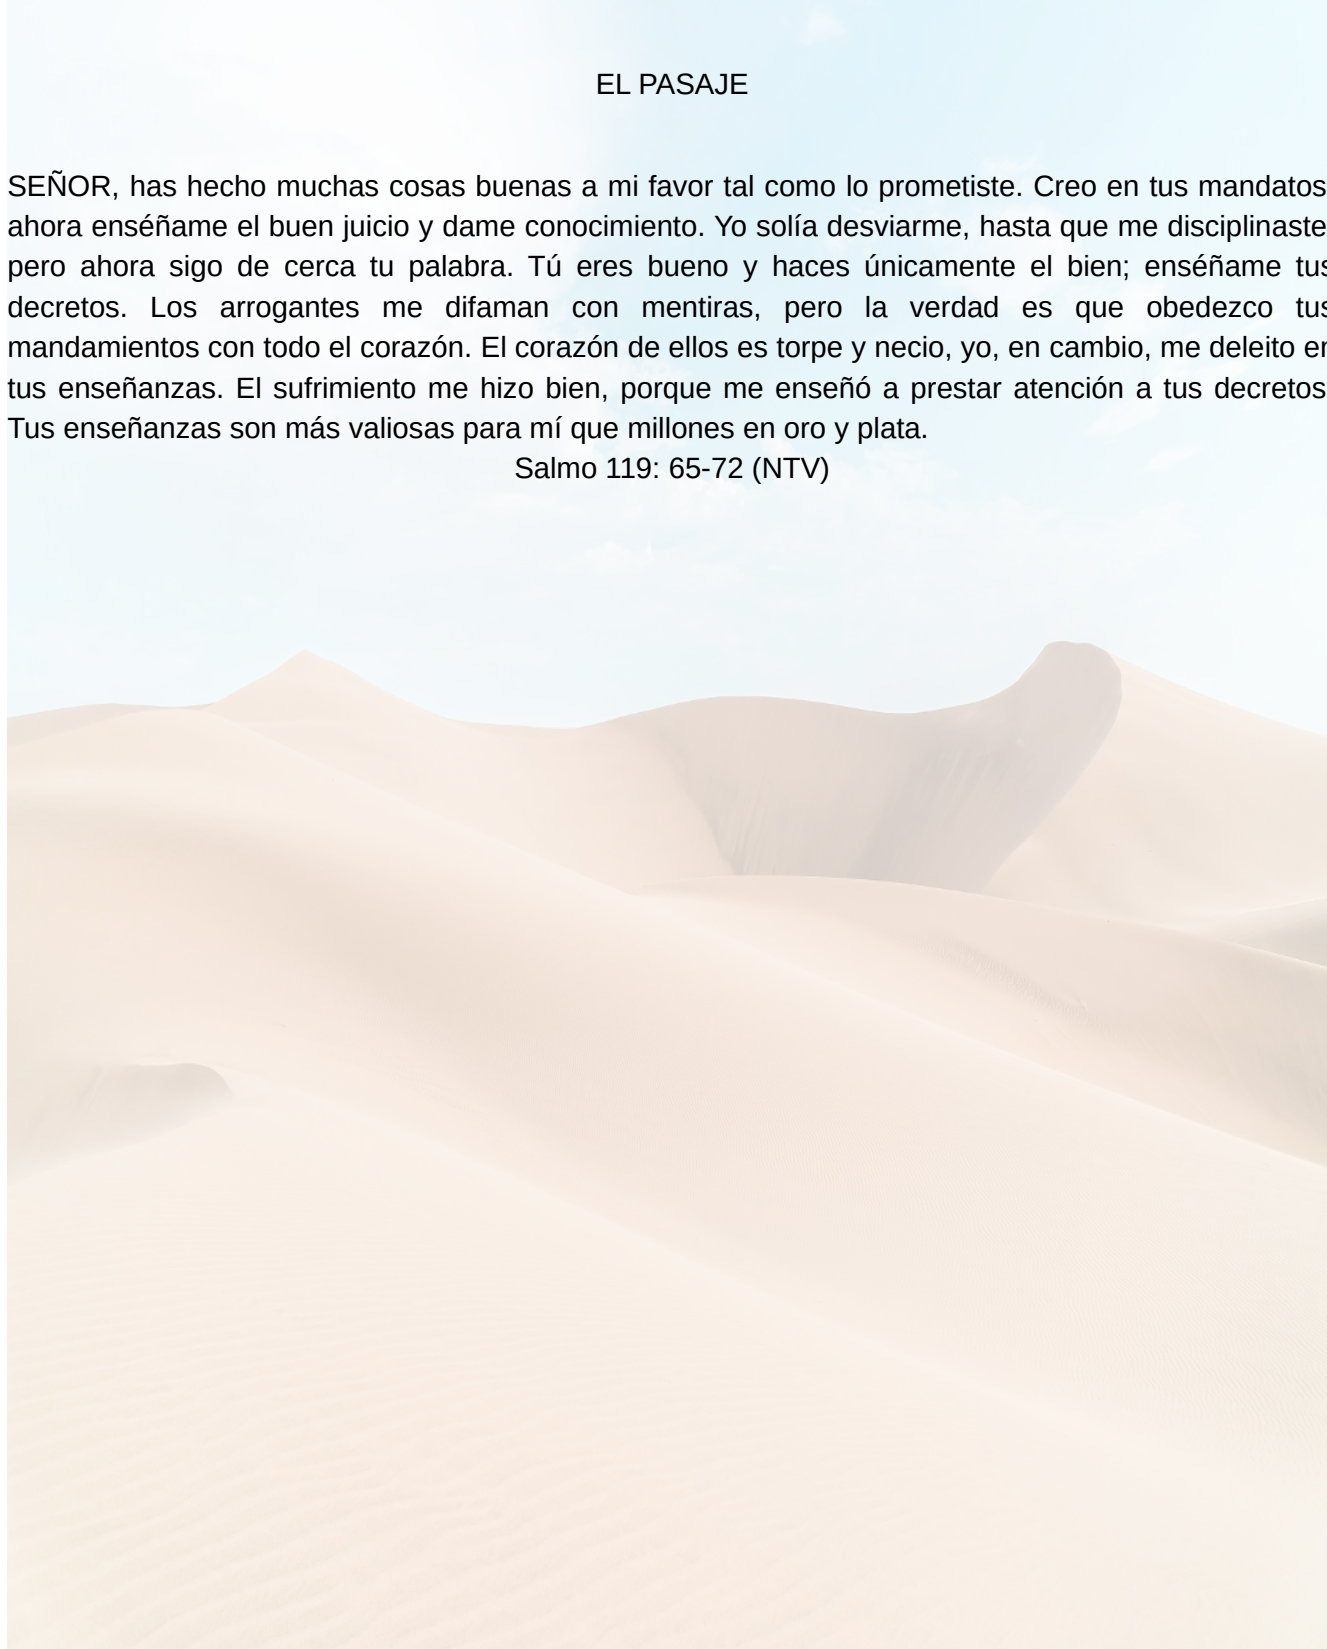 EL PASAJE
SEÑOR, has hecho muchas cosas buenas a mi favor tal como lo prometiste. Creo en tus mandatos
ahora enséñame el buen juicio y dame conocimiento. Yo solía desviarme, hasta que me disciplinaste
pero ahora sigo de cerca tu palabra. Tú eres bueno y haces únicamente el bien; enséñame tus
decretos. Los arrogantes me difaman con mentiras, pero la verdad es que obedezco tus
mandamientos con todo el corazón. El corazón de ellos es torpe y necio, yo, en cambio, me deleito en
tus enseñanzas. El sufrimiento me hizo bien, porque me enseñó a prestar atención a tus decretos
Tus enseñanzas son más valiosas para mí que millones en oro y plata.
Salmo 119: 65-72 (NTV)